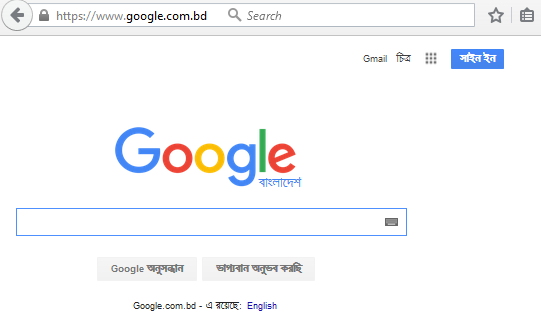 https://www.google.com.bd Search
Gmail চিত্র সাইন ইন
Google
বাংলাদেশ
Google অনুসন্ধান ভাগ্যবান অনুভব করছি
Google.com.bd - এ রয়েছে: English